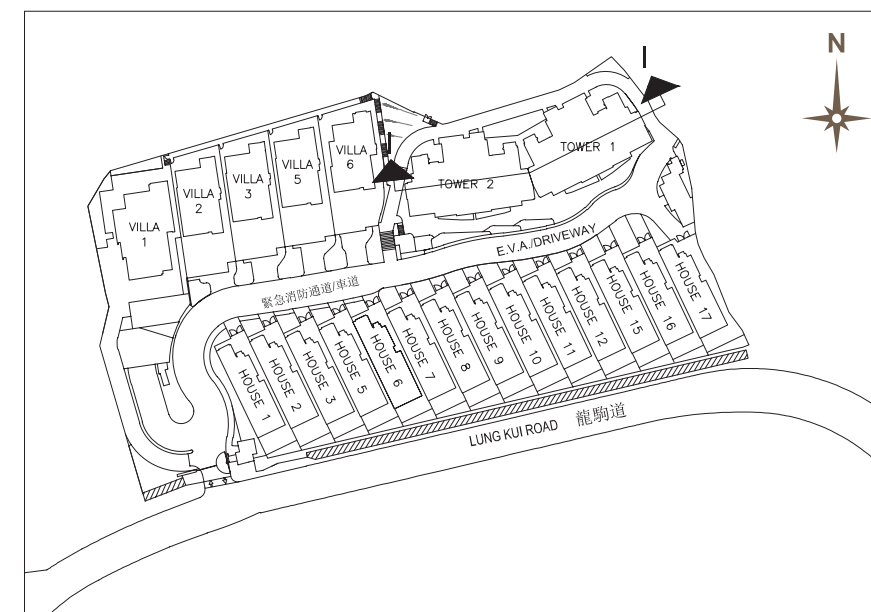 N
I
I
VILLA
1
VILLA
2
VILLA
3
VILLA
5
VILLA
6
TOWER 2
TOWER 1
E.V.A./DRIVEWAY
緊急消防通道/車道
HOUSE 1
HOUSE 2
HOUSE 3
HOUSE 5
HOUSE 6
HOUSE 7
HOUSE 8
HOUSE 9
HOUSE 10
HOUSE 11
HOUSE 12
HOUSE 15
HOUSE 16
HOUSE 17
LUNG KUI ROAD 龍駒道